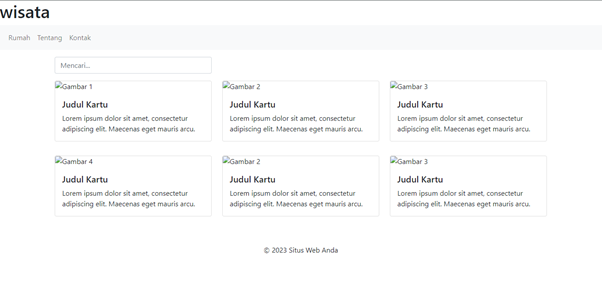 wisata
Rumah Tentang Kontak
Mencari...
Gambar 1 Gambar 2 Gambar 3
Judul Kartu Judul Kartu Judul Kartu
Lorem ipsum dolor sit amet, consectetur Lorem ipsum dolor sit amet, consectetur Lorem ipsum dolor sit amet, consectetur
adipiscing elit. Maecenas eget mauris arcu. adipiscing elit. Maecenas eget mauris arcu. adipiscing elit. Maecenas eget mauris arcu.
Gambar 4 Gambar 2 Gambar 3
Judul Kartu Judul Kartu Judul Kartu
Lorem ipsum dolor sit amet, consectetur Lorem ipsum dolor sit amet, consectetur Lorem ipsum dolor sit amet, consectetur
adipiscing elit. Maecenas eget mauris arcu. adipiscing elit. Maecenas eget mauris arcu. adipiscing elit. Maecenas eget mauris arcu.
© 2023 Situs Web Anda